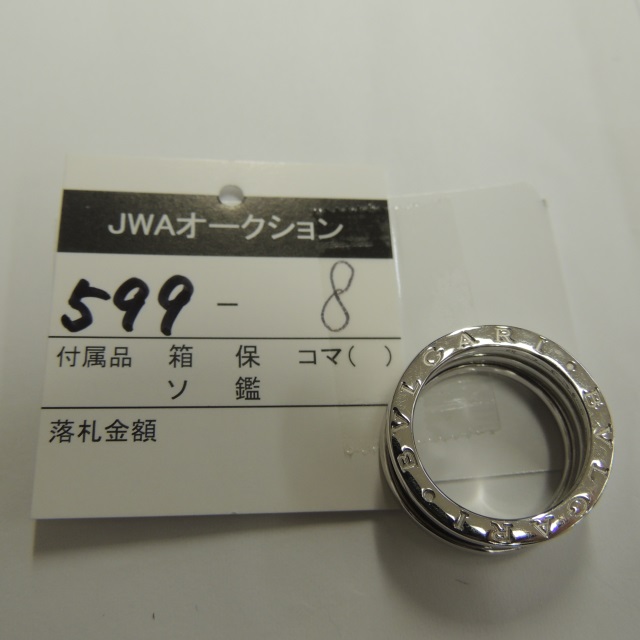 JWAオークション
599 - 8
付属品 箱 保 コマ( )
ソ 鑑
落札金額
BVLGARI • BVLGARI •